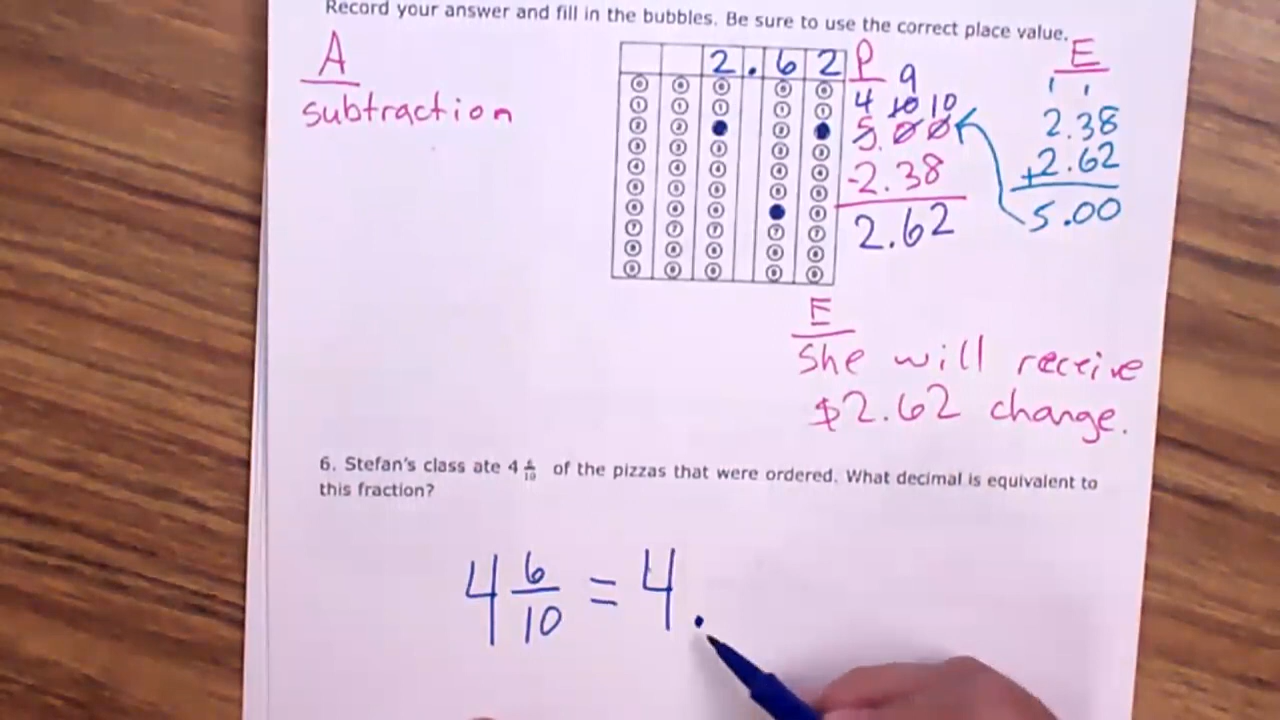 Record your answer and fill in the bubbles. Be sure to use the correct place value.
A
subtraction
2.62
P
9
4 10 10
5.00
-2.38
2.62
E
1 1
2.38
+2.62
5.00
E
She will receive
$2.62 change.
6. Stefan's class ate 4 6/10 of the pizzas that were ordered. What decimal is equivalent to
this fraction?
4 6/10 = 4.